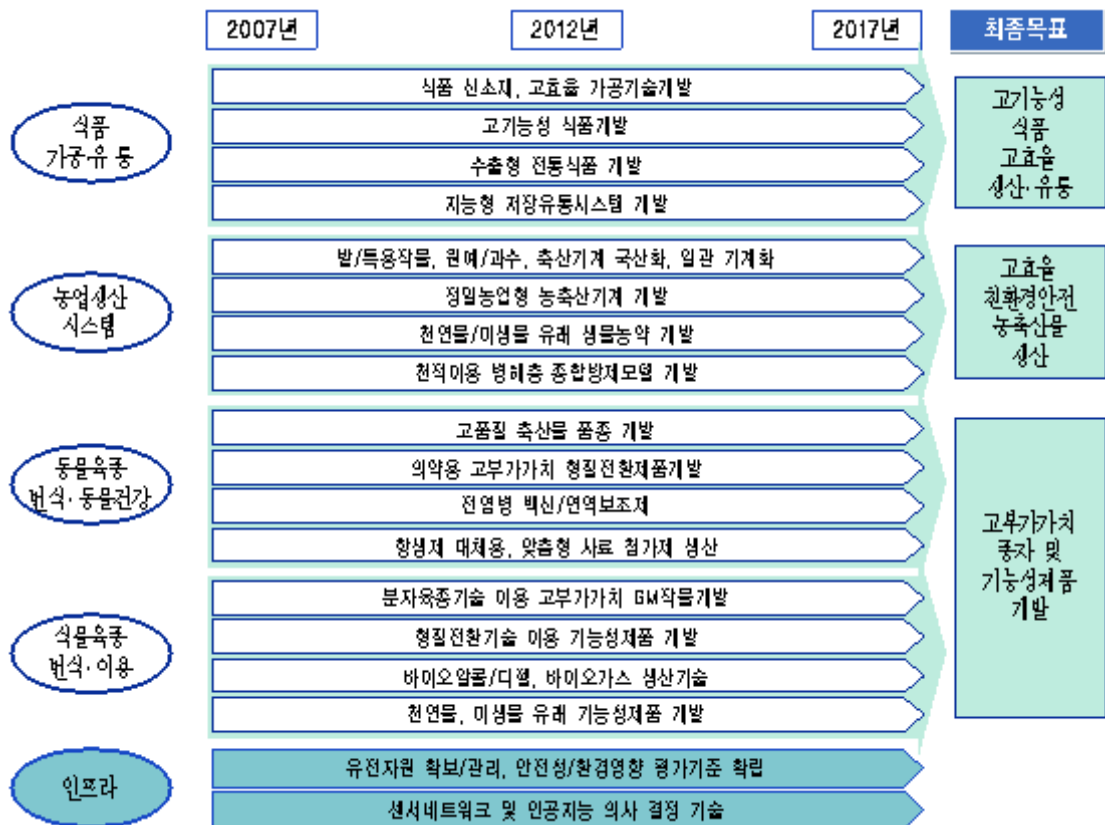 2007년
2012년
2017년
최종목표
식품
가공·유 통
식품 신소재, 고효율 가공기술개발
고기능성 식품개발
수출형 전통식품 개발
지능형 저장유통시스템 개발
고기능성
식품
고효율
생산·유통
농업생산
시스템
밭/특용작물, 원예/과수, 축산기계 국산화, 일관 기계화
정밀농업형 농축산기계 개발
천연물/미생물 유래 생물농약 개발
천적이용 병해충 종합방제모델 개발
고효율
친환경안전
농축산물
생산
동물육종
번식·동물건강
고품질 축산물 품종 개발
의약용 고부가가치 형질전환제품개발
전염병 백신/면역보조제
항생제 대체용, 맞춤형 사료 첨가제 생산
식물육종
번식·이용
분자육종기술 이용 고부가가치 GM작물개발
형질전환기술 이용 기능성제품 개발
바이오알콜/디젤, 바이오가스 생산기술
천연물, 미생물 유래 기능성제품 개발
고부가가치
종자 및
기능성제품
개발
인프라
유전자원 확보/관리, 안전성/환경영향 평가기준 확립
센서네트워크 및 인공지능 의사 결정 기술